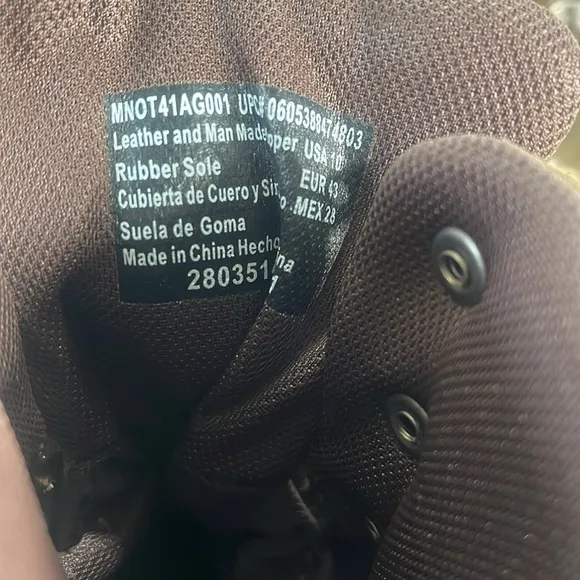 MNOT41AG001 UPC# 0605388474803
Leather and Man Made USA
Rubber Sole EUR 43
Cubierta de Cuero y MEX 28
Suela de Goma
Made in China Hecho
280351